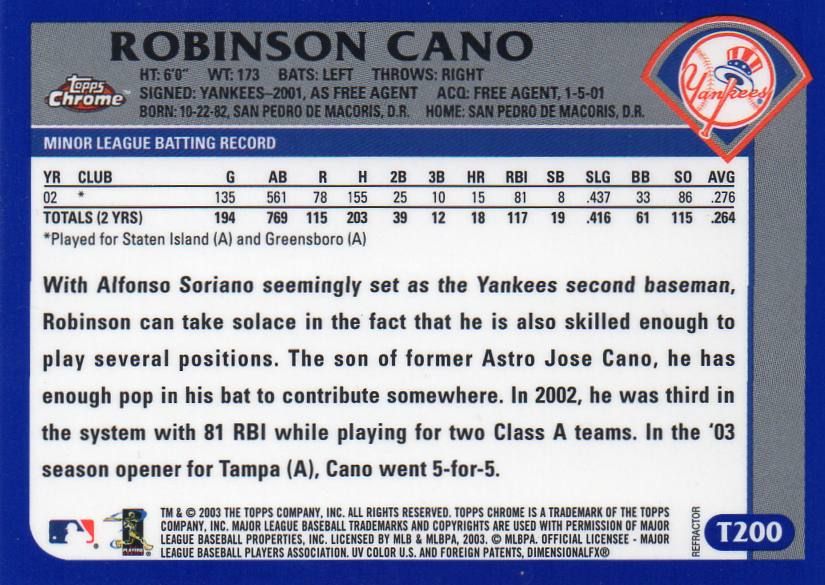 ROBINSON CANO
HT: 6'0" WT: 173 BATS: LEFT THROWS: RIGHT
SIGNED: YANKEES–2001, AS FREE AGENT ACQ: FREE AGENT, 1-5-01
BORN: 10-22-82, SAN PEDRO DE MACORIS, D.R. HOME: SAN PEDRO DE MACORIS, D.R.
Topps Chrome™
Yankees
MINOR LEAGUE BATTING RECORD
YR CLUB G AB R H 2B 3B HR RBI SB SLG BB SO AVG
02 * 135 561 78 155 25 10 15 81 8 .437 33 86 .276
TOTALS (2 YRS) 194 769 115 203 39 12 18 117 19 .416 61 115 .264
*Played for Staten Island (A) and Greensboro (A)
With Alfonso Soriano seemingly set as the Yankees second baseman,
Robinson can take solace in the fact that he is also skilled enough to
play several positions. The son of former Astro Jose Cano, he has
enough pop in his bat to contribute somewhere. In 2002, he was third in
the system with 81 RBI while playing for two Class A teams. In the '03
season opener for Tampa (A), Cano went 5-for-5.
TM & © 2003 THE TOPPS COMPANY, INC. ALL RIGHTS RESERVED. TOPPS CHROME IS A TRADEMARK OF THE TOPPS
COMPANY, INC. MAJOR LEAGUE BASEBALL TRADEMARKS AND COPYRIGHTS ARE USED WITH PERMISSION OF MAJOR
LEAGUE BASEBALL PROPERTIES, INC. LICENSED BY MLB & MLBPA, 2003. © MLBPA. OFFICIAL LICENSEE - MAJOR
LEAGUE BASEBALL PLAYERS ASSOCIATION. UV COLOR U.S. AND FOREIGN PATENTS, DIMENSIONALFX®
REFRACTOR
T200